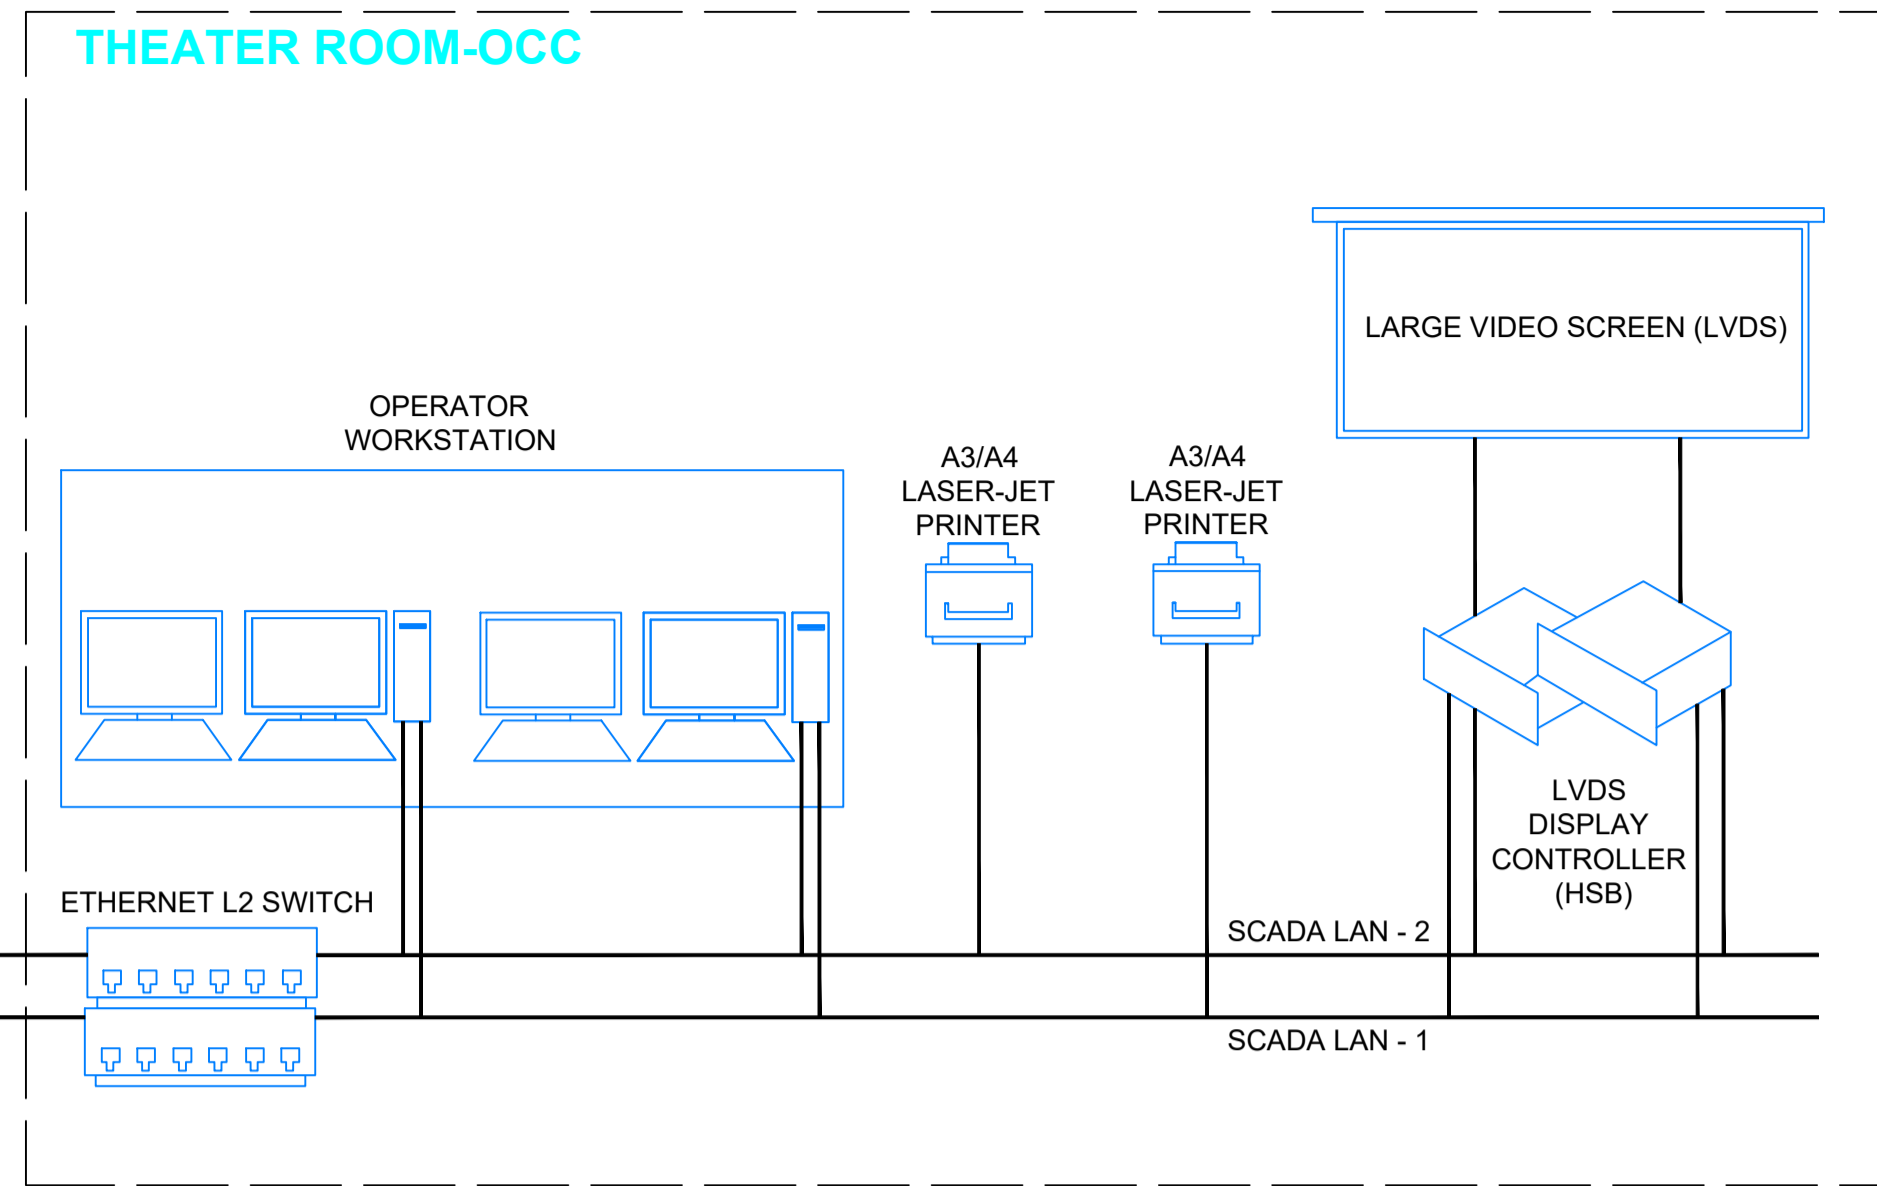 THEATER ROOM-OCC
LARGE VIDEO SCREEN (LVDS)
OPERATOR
WORKSTATION
A3/A4
LASER-JET
PRINTER
A3/A4
LASER-JET
PRINTER
LVDS
DISPLAY
CONTROLLER
(HSB)
ETHERNET L2 SWITCH
SCADA LAN - 2
SCADA LAN - 1